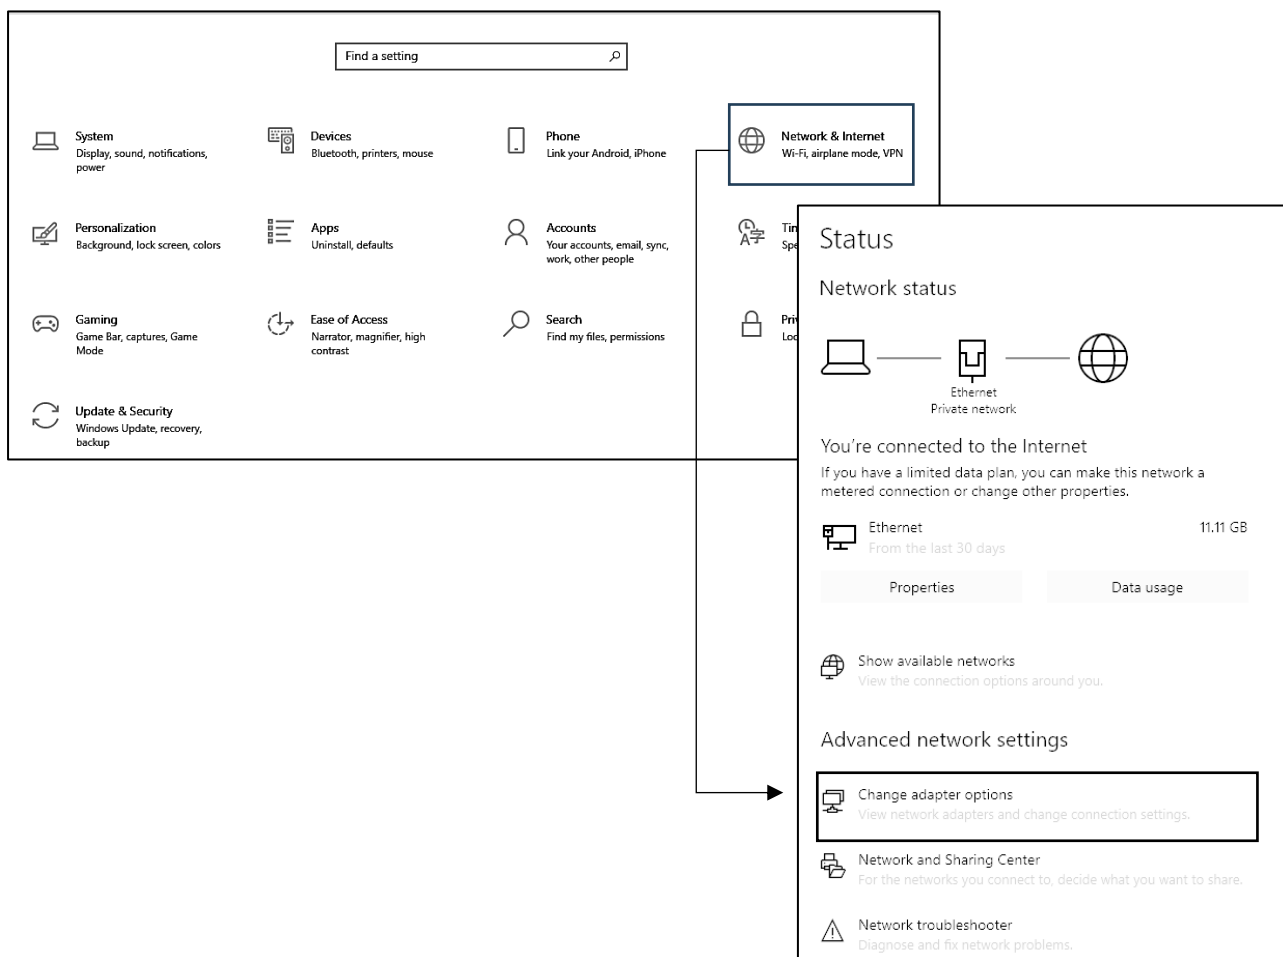 Find a setting
System
Display, sound, notifications,
power
Devices
Bluetooth, printers, mouse
Phone
Link your Android, iPhone
Network & Internet
Wi-Fi, airplane mode, VPN
Personalization
Background, lock screen, colors
Apps
Uninstall, defaults
Accounts
Your accounts, email, sync,
work, other people
Gaming
Game Bar, captures, Game
Mode
Ease of Access
Narrator, magnifier, high
contrast
Search
Find my files, permissions
Update & Security
Windows Update, recovery,
backup
Status
Network status
Ethernet
Private network
You're connected to the Internet
If you have a limited data plan, you can make this network a
metered connection or change other properties.
Ethernet 11.11 GB
From the last 30 days
Properties
Data usage
Show available networks
View the connection options around you.
Advanced network settings
Change adapter options
View network adapters and change connection settings.
Network and Sharing Center
For the networks you connect to, decide what you want to share.
Network troubleshooter
Diagnose and fix network problems.